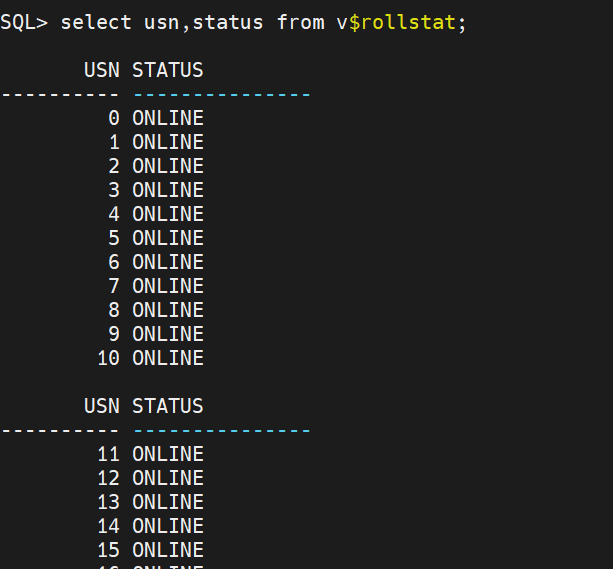 SQL> select usn,status from v$rollstat;
USN STATUS
---------- ---------------
0 ONLINE
1 ONLINE
2 ONLINE
3 ONLINE
4 ONLINE
5 ONLINE
6 ONLINE
7 ONLINE
8 ONLINE
9 ONLINE
10 ONLINE
USN STATUS
---------- ---------------
11 ONLINE
12 ONLINE
13 ONLINE
14 ONLINE
15 ONLINE